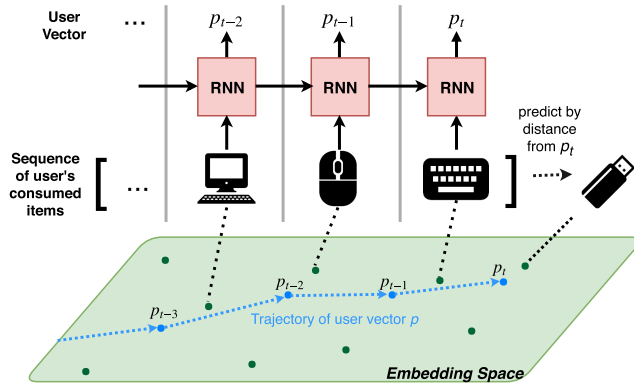 User
Vector
...
p_{t-2}
p_{t-1}
p_t
RNN
RNN
RNN
predict by
distance
from p_t
Sequence
of user's
consumed
items
[
...
]
p_{t-3}
p_{t-2}
p_{t-1}
p_t
Trajectory of user vector p
Embedding Space